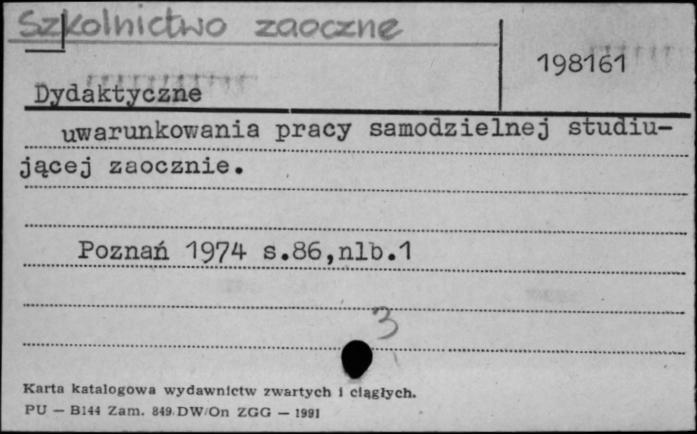 Szkolnictwo zaoczne
198161
Dydaktyczne
uwarunkowania pracy samodzielnej studiu-
jącej zaocznie.
Poznań 1974 s.86,nlb.1
3
Karta katalogowa wydawnictw zwartych i ciągłych.
PU — B144 Zam. 849 DW/On ZGG — 1991